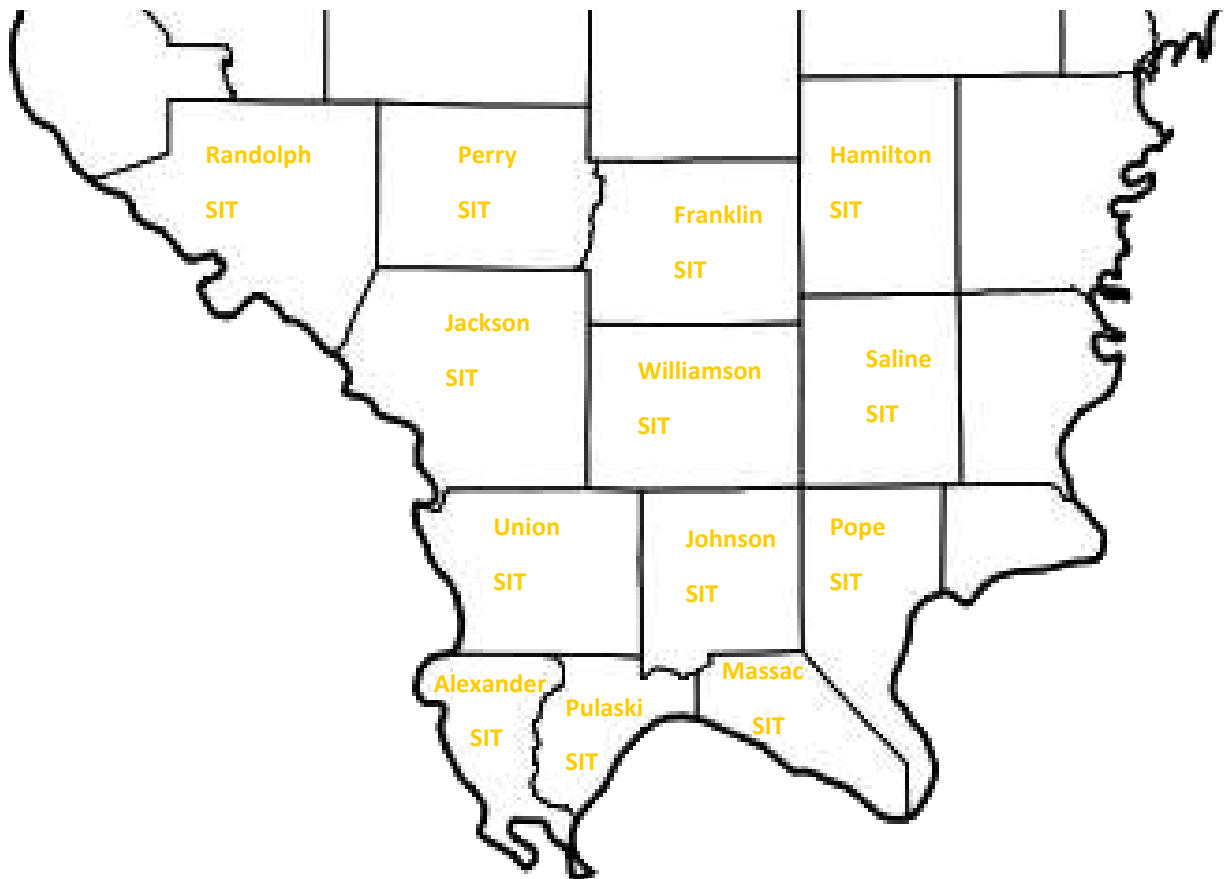 Randolph
SIT
Perry
SIT
Hamilton
SIT
Franklin
SIT
Jackson
SIT
Williamson
SIT
Saline
SIT
Union
SIT
Johnson
SIT
Pope
SIT
Alexander
SIT
Pulaski
SIT
Massac
SIT